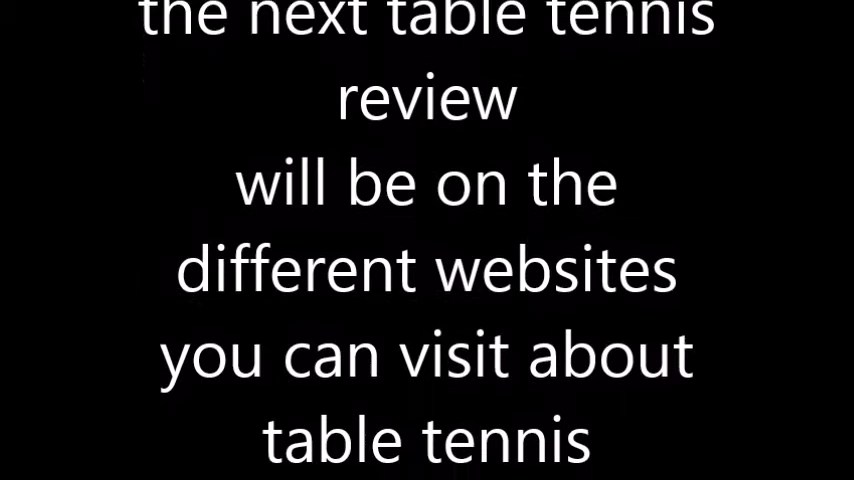 the next table tennis
review
will be on the
different websites
you can visit about
table tennis